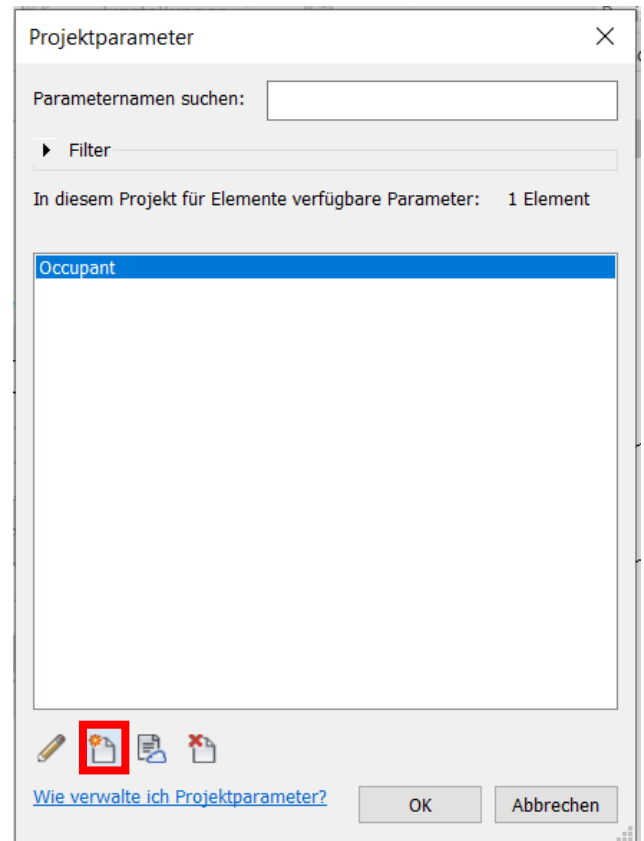 Projektparameter
Parameternamen suchen:
Filter
In diesem Projekt für Elemente verfügbare Parameter: 1 Element
Occupant
Wie verwalte ich Projektparameter?
OK Abbrechen